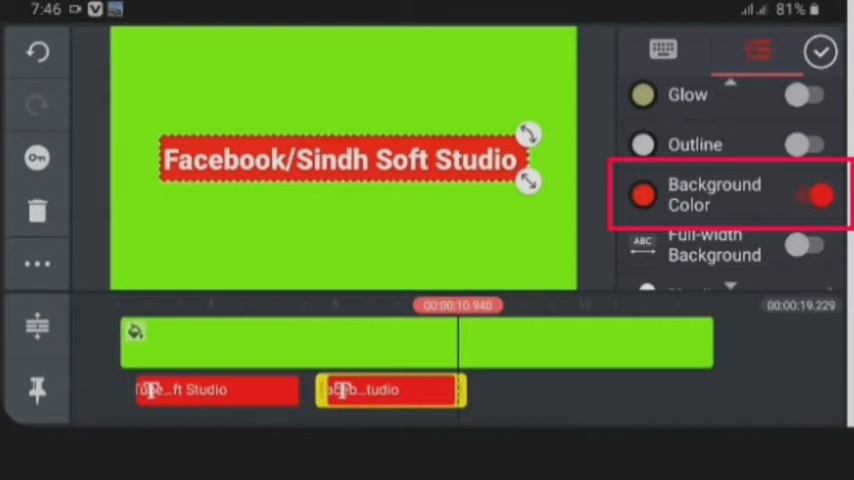 7:46
81%
Facebook/Sindh Soft Studio
Glow
Outline
Background
Color
ABC
Full-width
Background
00:00:10.940
00:00:19.229
...ft Studio
...tudio